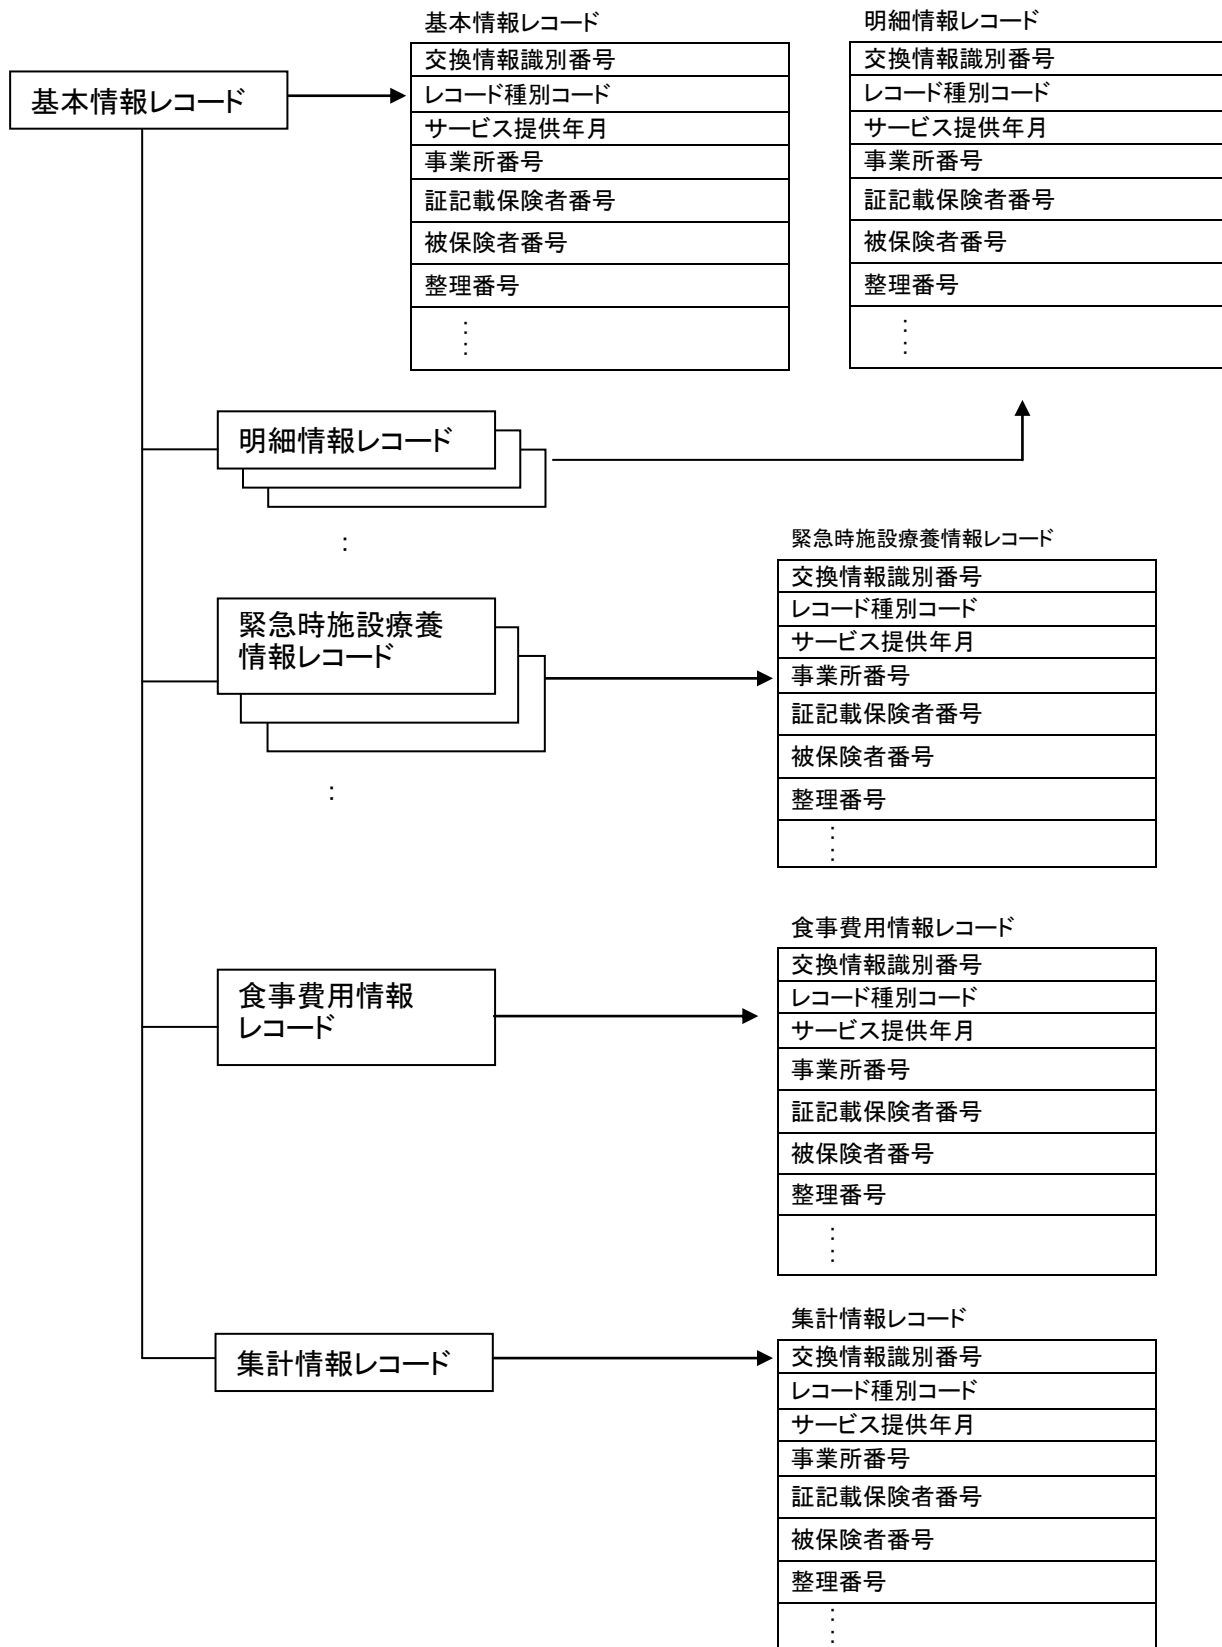 基本情報レコード
基本情報レコード
交換情報識別番号
レコード種別コード
サービス提供年月
事業所番号
証記載保険者番号
被保険者番号
整理番号
:
:
明細情報レコード
交換情報識別番号
レコード種別コード
サービス提供年月
事業所番号
証記載保険者番号
被保険者番号
整理番号
:
:
明細情報レコード
:
緊急時施設療養
情報レコード
:
緊急時施設療養情報レコード
交換情報識別番号
レコード種別コード
サービス提供年月
事業所番号
証記載保険者番号
被保険者番号
整理番号
:
:
食事費用情報
レコード
食事費用情報レコード
交換情報識別番号
レコード種別コード
サービス提供年月
事業所番号
証記載保険者番号
被保険者番号
整理番号
:
:
集計情報レコード
集計情報レコード
交換情報識別番号
レコード種別コード
サービス提供年月
事業所番号
証記載保険者番号
被保険者番号
整理番号
:
: